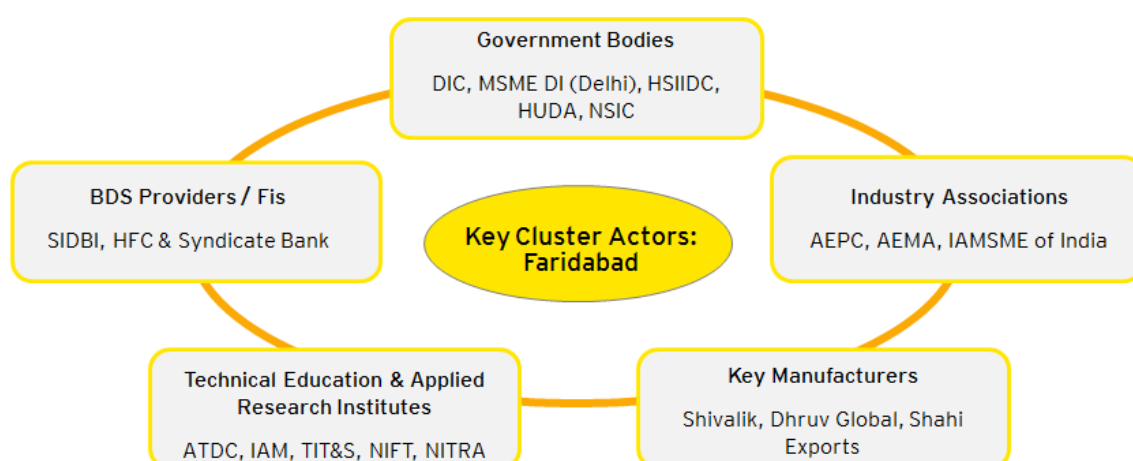 Government Bodies
DIC, MSME DI (Delhi), HSIIDC,
HUDA, NSIC
BDS Providers / Fis
SIDBI, HFC & Syndicate Bank
Key Cluster Actors:
Faridabad
Industry Associations
AEPC, AEMA, IAMSME of India
Technical Education & Applied
Research Institutes
ATDC, IAM, TIT&S, NIFT, NITRA
Key Manufacturers
Shivalik, Dhruv Global, Shahi
Exports